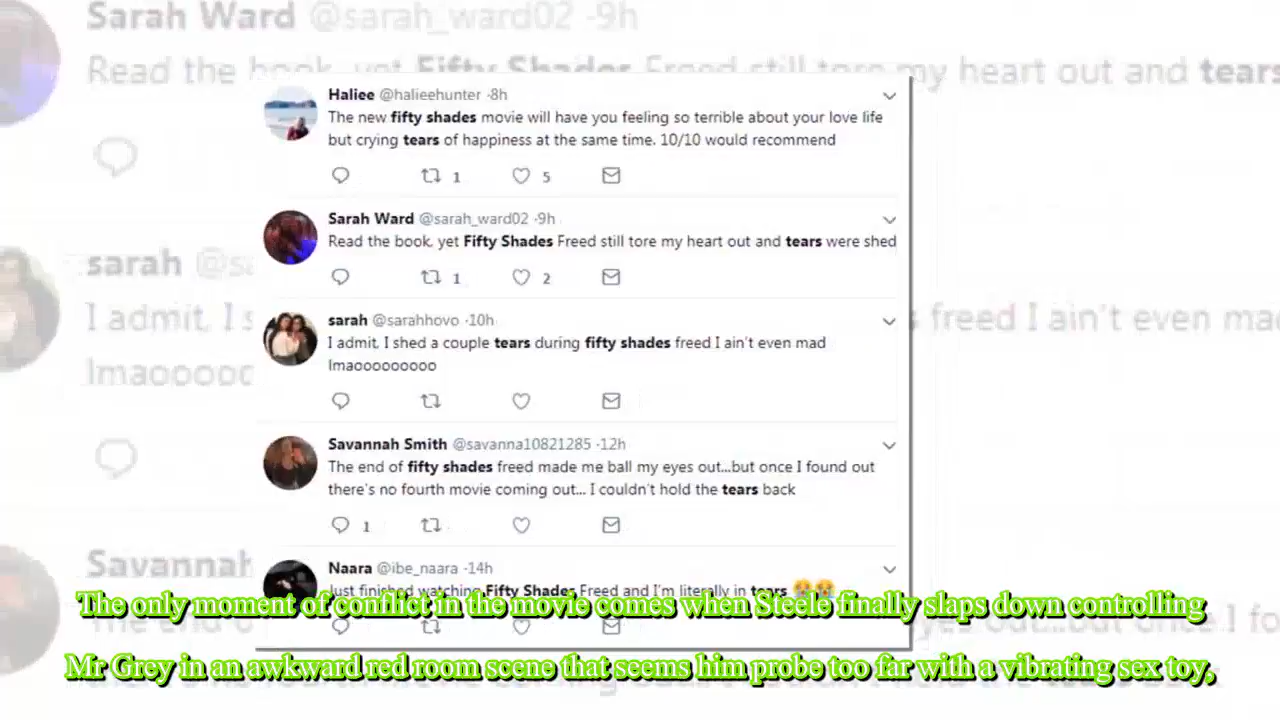 Sarah Ward @sarah_ward02 -9h
Read the book, yet Fifty Shades Freed still tore my heart out and tears
Haliee @halieehunter -8h
The new fifty shades movie will have you feeling so terrible about your love life
but crying tears of happiness at the same time. 10/10 would recommend
1 5
Sarah Ward @sarah_ward02 -9h
Read the book, yet Fifty Shades Freed still tore my heart out and tears were shed
1 2
sarah @sarahhovo -10h
I admit, I shed a couple tears during fifty shades freed I ain't even mad
lmaooooooooo
Savannah Smith @savanna10821285 -12h
The end of fifty shades freed made me ball my eyes out...but once I found out
there's no fourth movie coming out... I couldn't hold the tears back
1
Naara @ibe_naara -14h
Just finished watching Fifty Shades Freed and I'm literally in tears 😭😭
sarah @sa
I admit, I s
freed I ain't even mad
lmaooooo
Savannah
The only moment of conflict in the movie comes when Steele finally slaps down controlling
Mr Grey in an awkward red room scene that seems him probe too far with a vibrating sex toy,